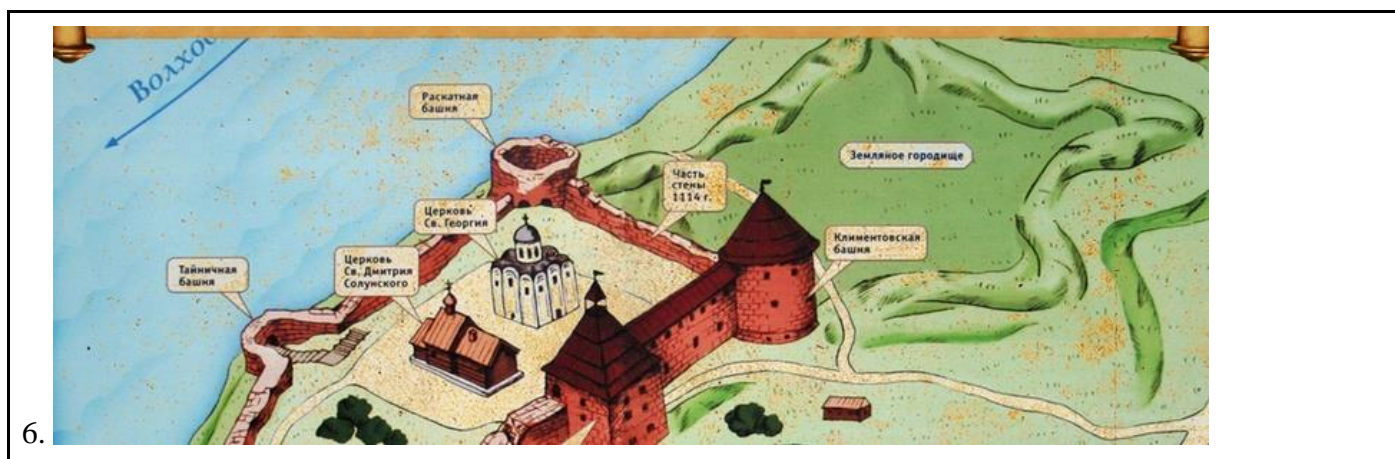 Волхов
Раскатная
башня
Земляное городище
Часть
стены
1114 г.
Церковь
Св. Георгия
Климентовская
башня
Церковь
Св. Дмитрия
Солунского
Тайничная
башня
6.